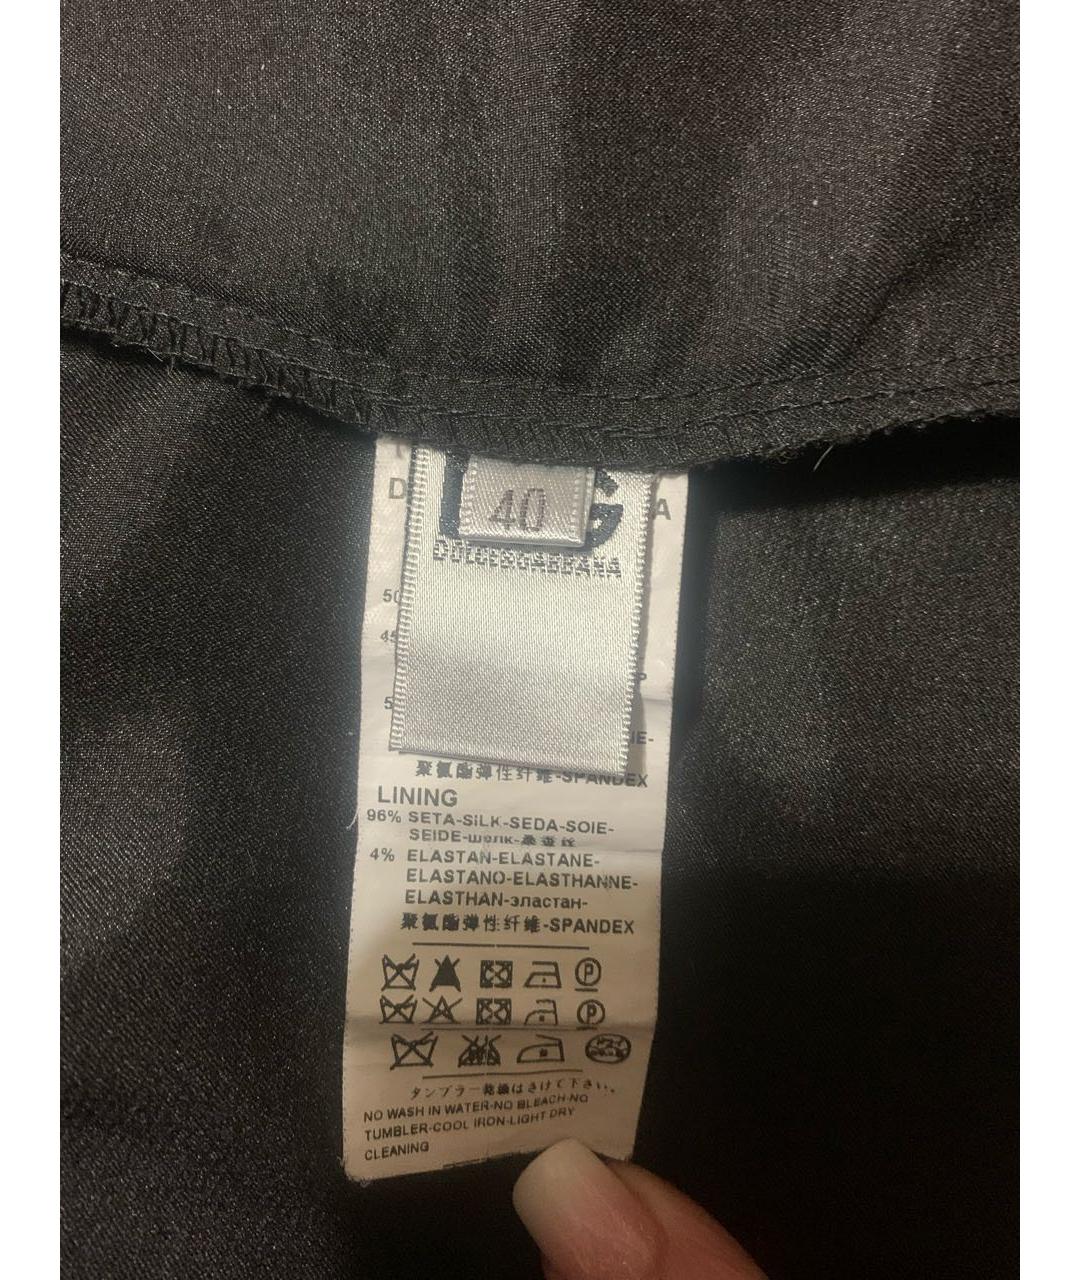 D
A
40
G
DOLCE&GABBANA
50
45
P
5
IE-
聚氨酯弹性纤维-SPANDEX
LINING
96% SETA-SILK-SEDA-SOIE-
SEIDE-шелк-桑蚕丝
4% ELASTAN-ELASTANE-
ELASTANO-ELASTHANNE-
ELASTHAN-эластан-
聚氨酯弹性纤维-SPANDEX
P
P
タンブラー乾燥はさけて下さい。
NO WASH IN WATER-NO BLEACH-NO
TUMBLER-COOL IRON-LIGHT DRY
CLEANING